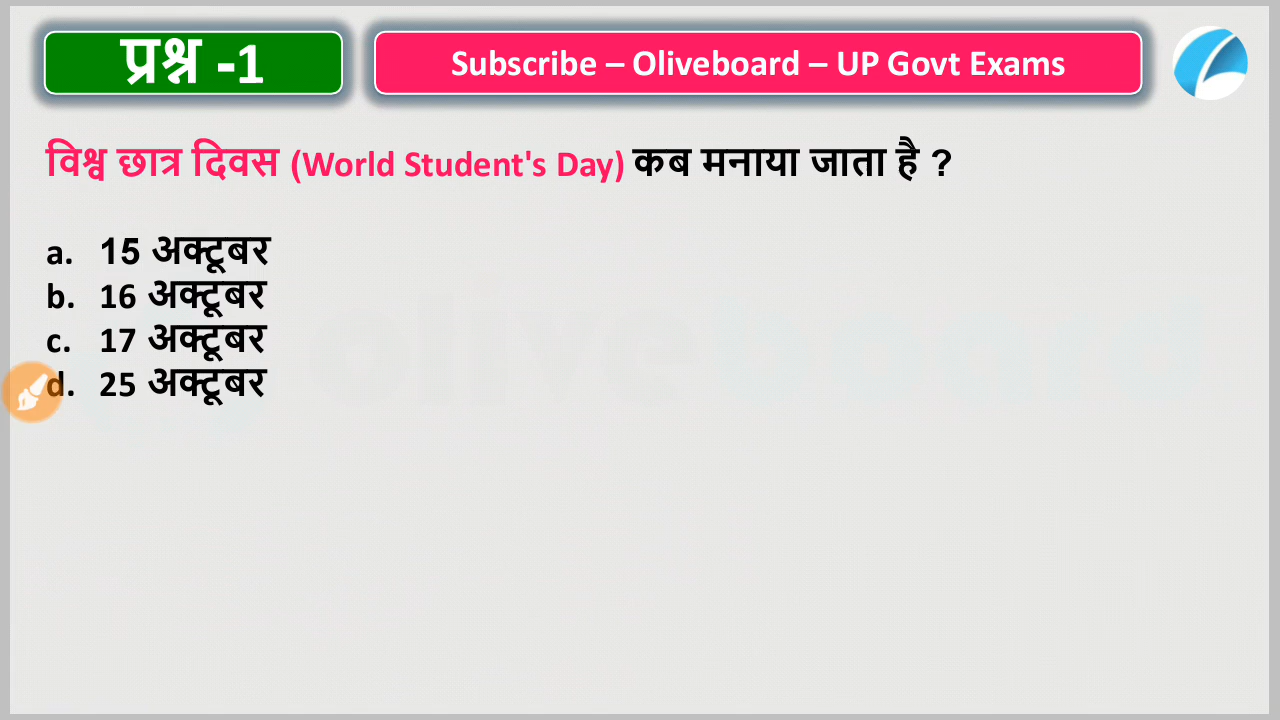 प्रश्न -1
Subscribe – Oliveboard – UP Govt Exams
विश्व छात्र दिवस (World Student's Day) कब मनाया जाता है ?
a. 15 अक्टूबर
b. 16 अक्टूबर
c. 17 अक्टूबर
d. 25 अक्टूबर